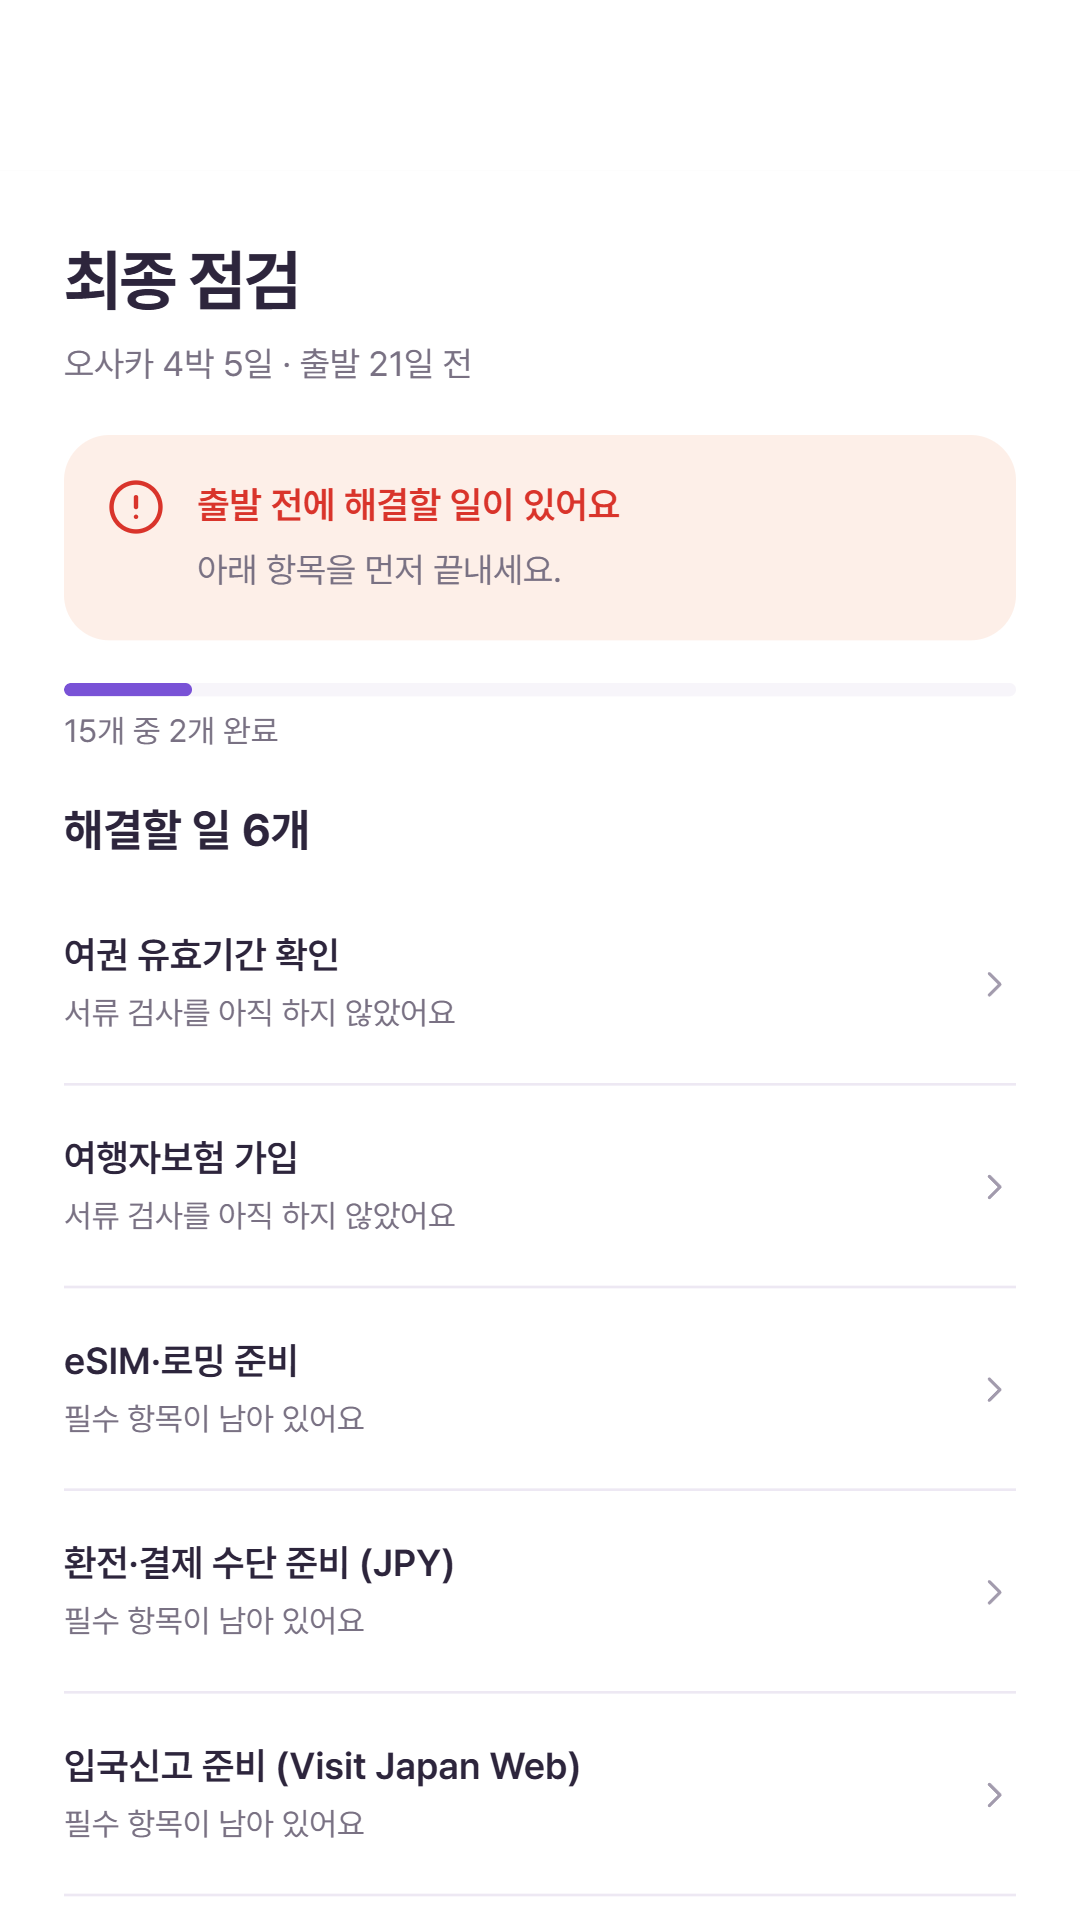 최종 점검
오사카 4박 5일 · 출발 21일 전
출발 전에 해결할 일이 있어요
아래 항목을 먼저 끝내세요.
15개 중 2개 완료
해결할 일 6개
여권 유효기간 확인
서류 검사를 아직 하지 않았어요
여행자보험 가입
서류 검사를 아직 하지 않았어요
eSIM·로밍 준비
필수 항목이 남아 있어요
환전·결제 수단 준비 (JPY)
필수 항목이 남아 있어요
입국신고 준비 (Visit Japan Web)
필수 항목이 남아 있어요